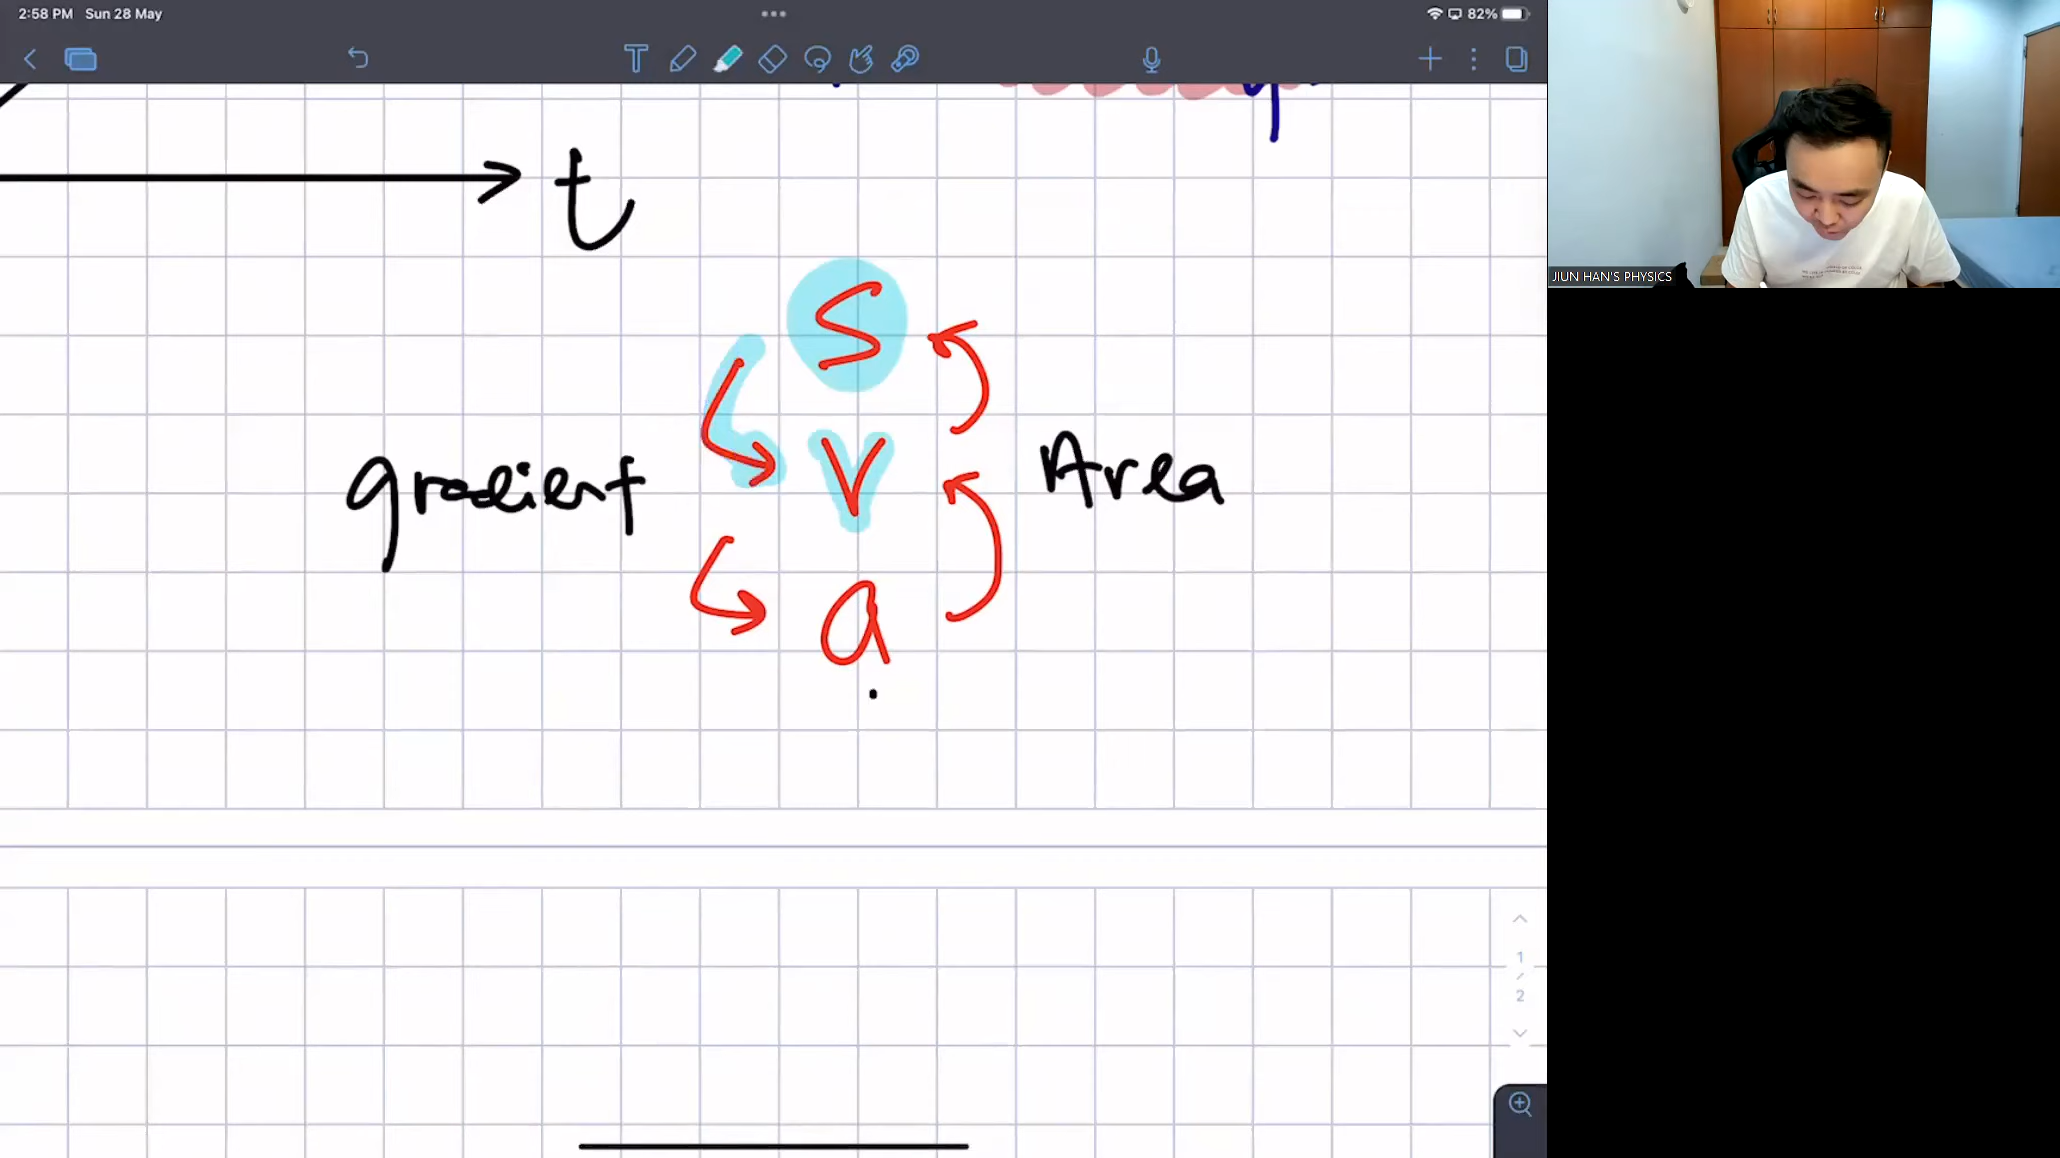 2:58 PM Sun 28 May
82%
t
S
V
gradient
Area
a
1
/
2
JIUN HAN'S PHYSICS